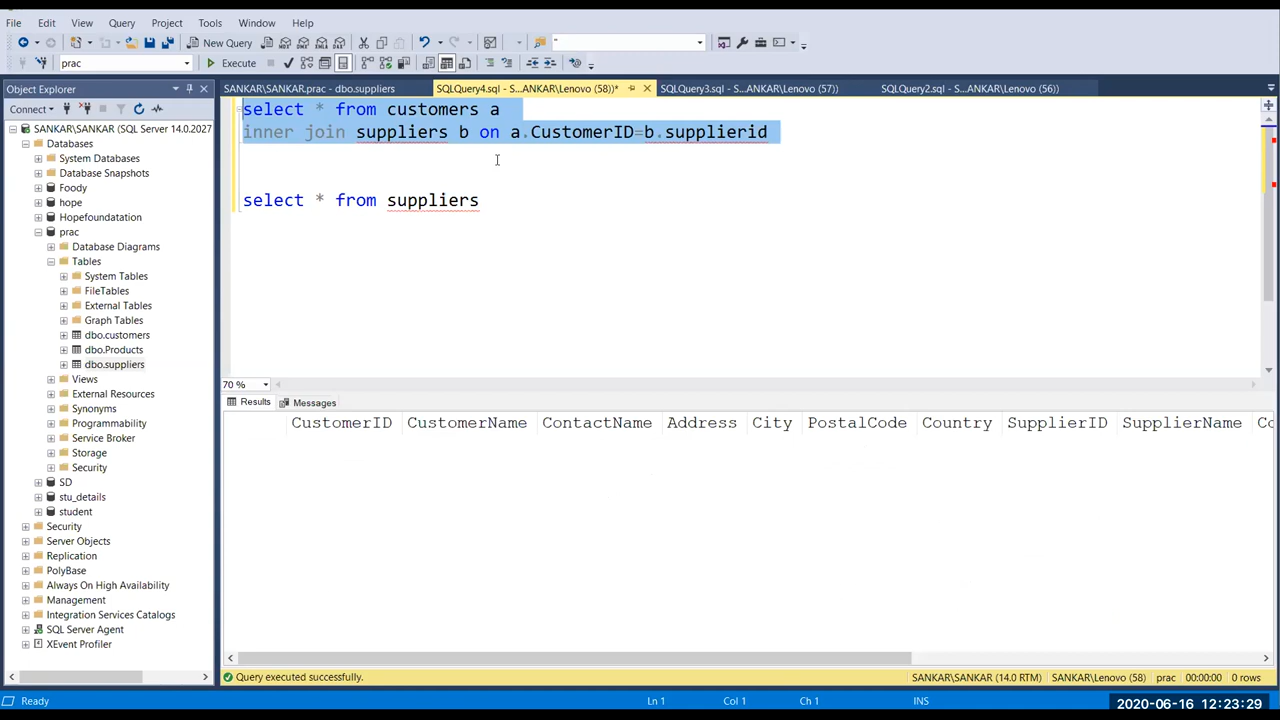 File Edit View Query Project Tools Window Help
New Query MDX DMX XMLA DAX "
prac Execute
Object Explorer
SANKAR\SANKAR.prac - dbo.suppliers SQLQuery4.sql - S...ANKAR\Lenovo (58))* SQLQuery3.sql - S...ANKAR\Lenovo (57)) SQLQuery2.sql - S...ANKAR\Lenovo (56))
Connect
SANKAR\SANKAR (SQL Server 14.0.2027
Databases
System Databases
Database Snapshots
Foody
hope
Hopefoundatation
prac
Database Diagrams
Tables
System Tables
FileTables
External Tables
Graph Tables
dbo.customers
dbo.Products
dbo.suppliers
Views
External Resources
Synonyms
Programmability
Service Broker
Storage
Security
SD
stu_details
student
Security
Server Objects
Replication
PolyBase
Always On High Availability
Management
Integration Services Catalogs
SQL Server Agent
XEvent Profiler
select * from customers a
inner join suppliers b on a.CustomerID=b.supplierid
select * from suppliers
70 %
Results Messages
CustomerID CustomerName ContactName Address City PostalCode Country SupplierID SupplierName Co
Query executed successfully. SANKAR\SANKAR (14.0 RTM) SANKAR\Lenovo (58) prac 00:00:00 0 rows
Ready Ln 1 Col 1 Ch 1 INS
2020-06-16 12:23:29